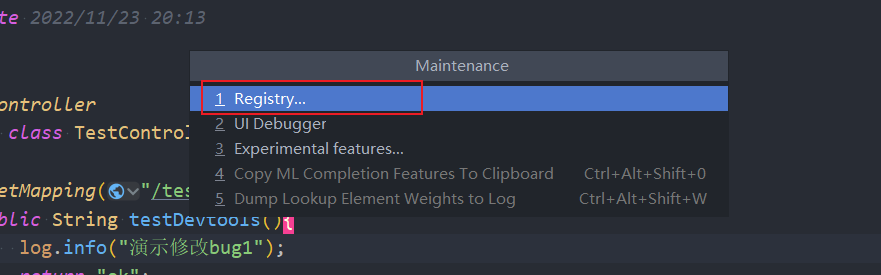 te 2022/11/23 20:13
Maintenance
1 Registry...
ontroller
2 UI Debugger
class TestControl
3 Experimental features...
4 Copy ML Completion Features To Clipboard Ctrl+Alt+Shift+0
etMapping("/tes
5 Dump Lookup Element Weights to Log Ctrl+Alt+Shift+W
blic String testDevtools(){
log.info("演示修改bug1");
return "ok";